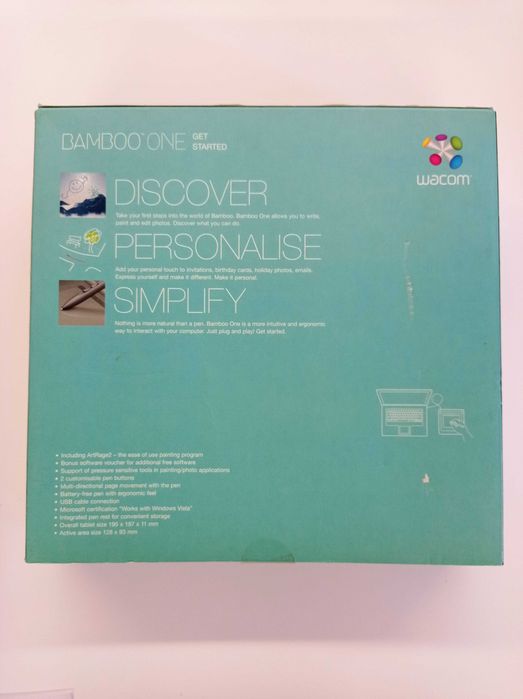 BAMBOO™ ONE GET STARTED
wacom®
DISCOVER
Take your first steps into the world of Bamboo. Bamboo One allows you to write,
paint and edit photos. Discover what you can do.
PERSONALISE
Add your personal touch to invitations, birthday cards, holiday photos, emails.
Express yourself and make it different. Make it personal.
SIMPLIFY
Nothing is more natural than a pen. Bamboo One is a more intuitive and ergonomic
way to interact with your computer. Just plug and play! Get started.
• Including ArtRage2 – the ease of use painting program
• Bonus software voucher for additional free software
• Support of pressure sensitive tools in painting/photo applications
• 2 customisable pen buttons
• Multi-directional page movement with the pen
• Battery-free pen with ergonomic feel
• USB cable connection
• Microsoft certification "Works with Windows Vista"
• Integrated pen rest for convenient storage
• Overall tablet size 195 x 187 x 11 mm
• Active area size 128 x 93 mm